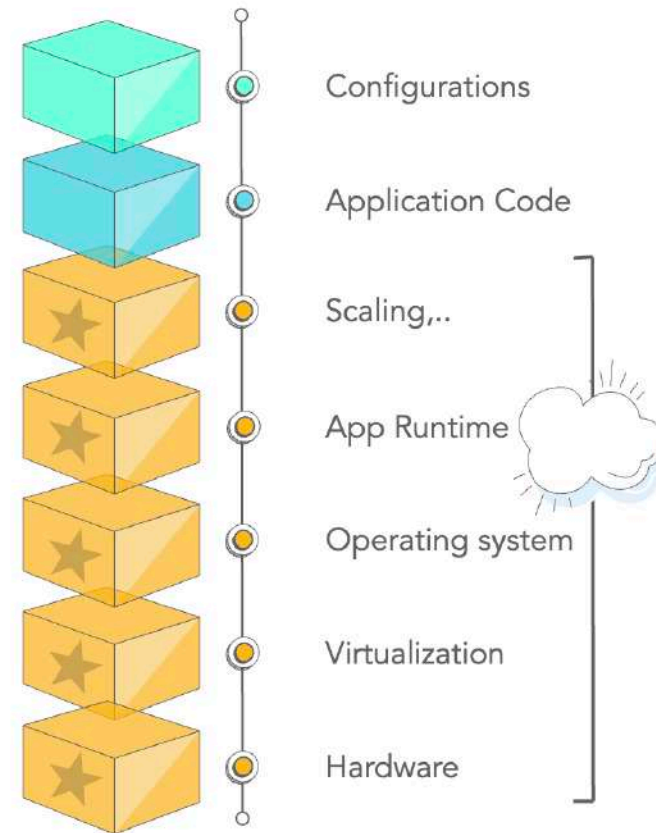 Configurations
Application Code
Scaling,..
App Runtime
Operating system
Virtualization
Hardware